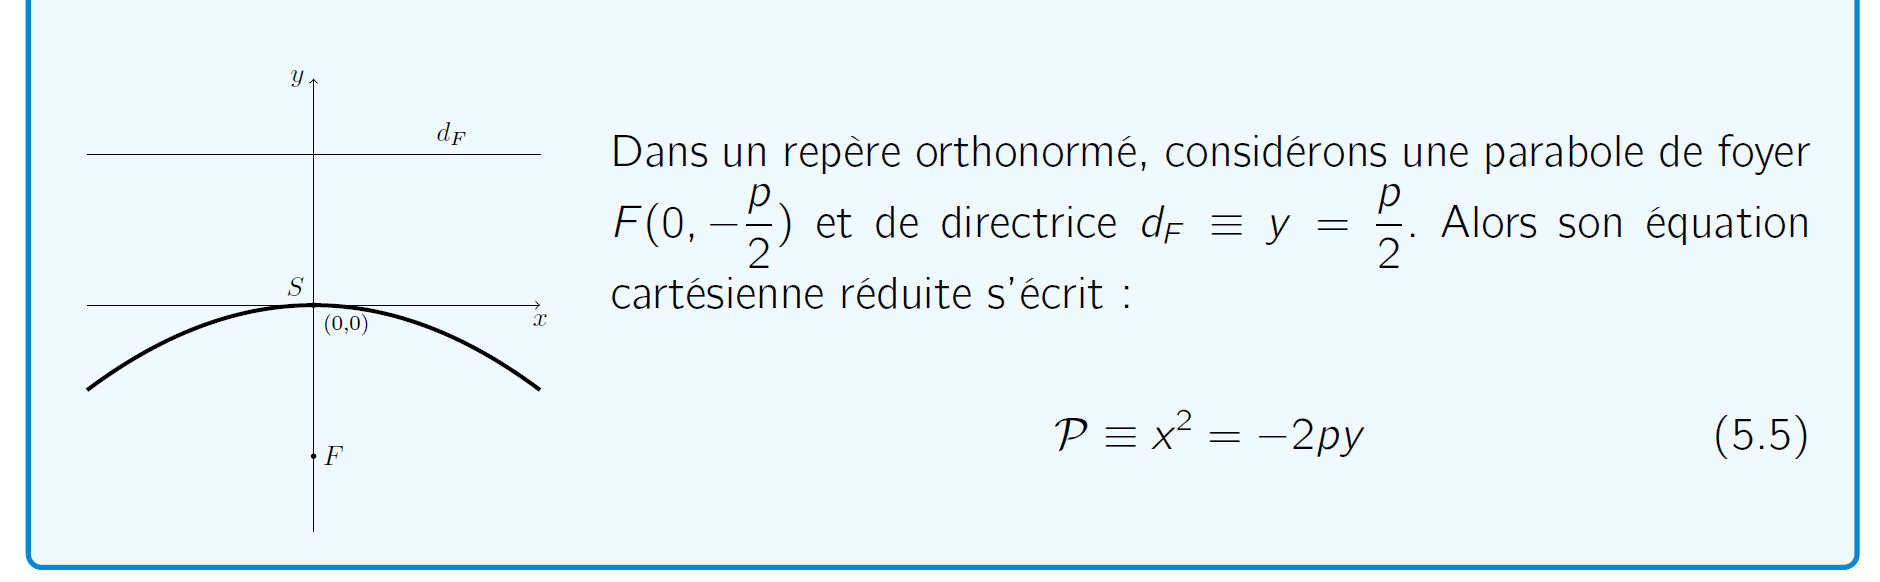 y
d_F
S
(0,0)
x
F
Dans un repère orthonormé, considérons une parabole de foyer
F(0, −p/2) et de directrice d_F ≡ y = p/2. Alors son équation
cartésienne réduite s'écrit :
𝒫 ≡ x² = −2py (5.5)